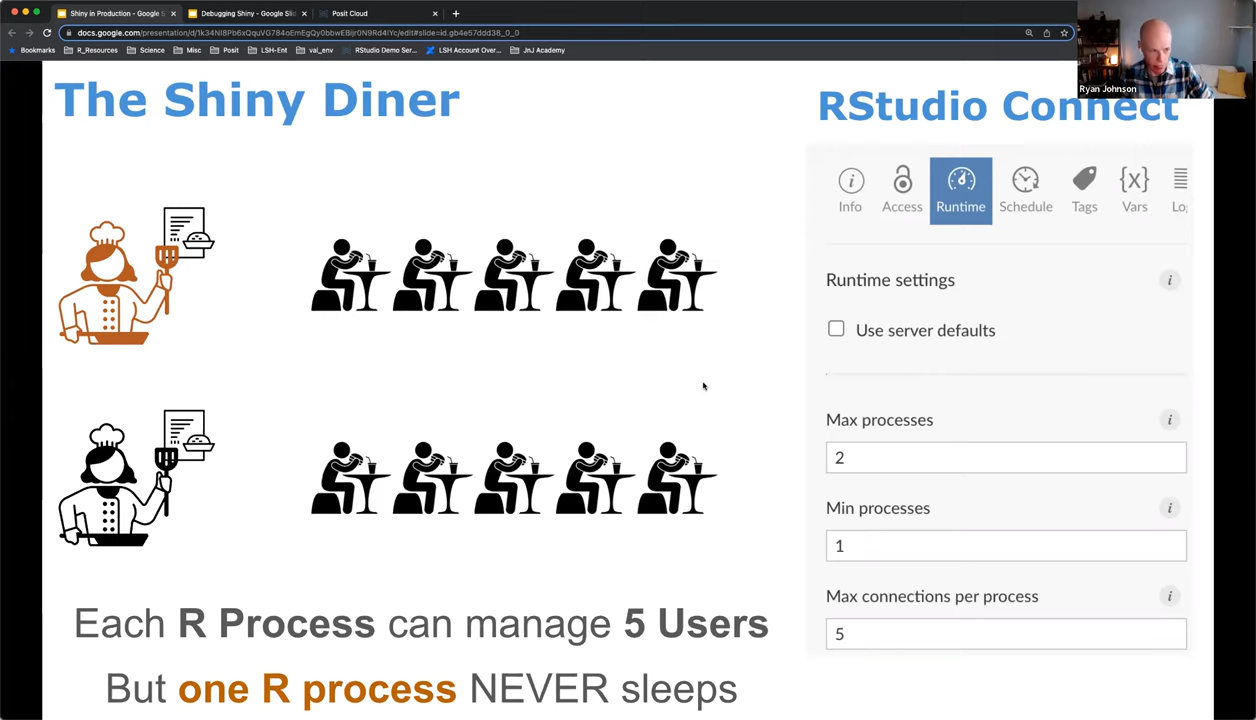 Shiny in Production - Google
Debugging Shiny - Google Sli
Posit Cloud
Bookmarks
R_Resources
Science
Misc
Posit
LSH-Ent
val_env
RStudio Demo Ser...
LSH Account Over...
JnJ Academy
Ryan Johnson
The Shiny Diner
RStudio Connect
Info
Access
Runtime
Schedule
Tags
{x}
Vars
Lo
Runtime settings
Use server defaults
Max processes
2
Min processes
1
Max connections per process
5
Each R Process can manage 5 Users
But one R process NEVER sleeps